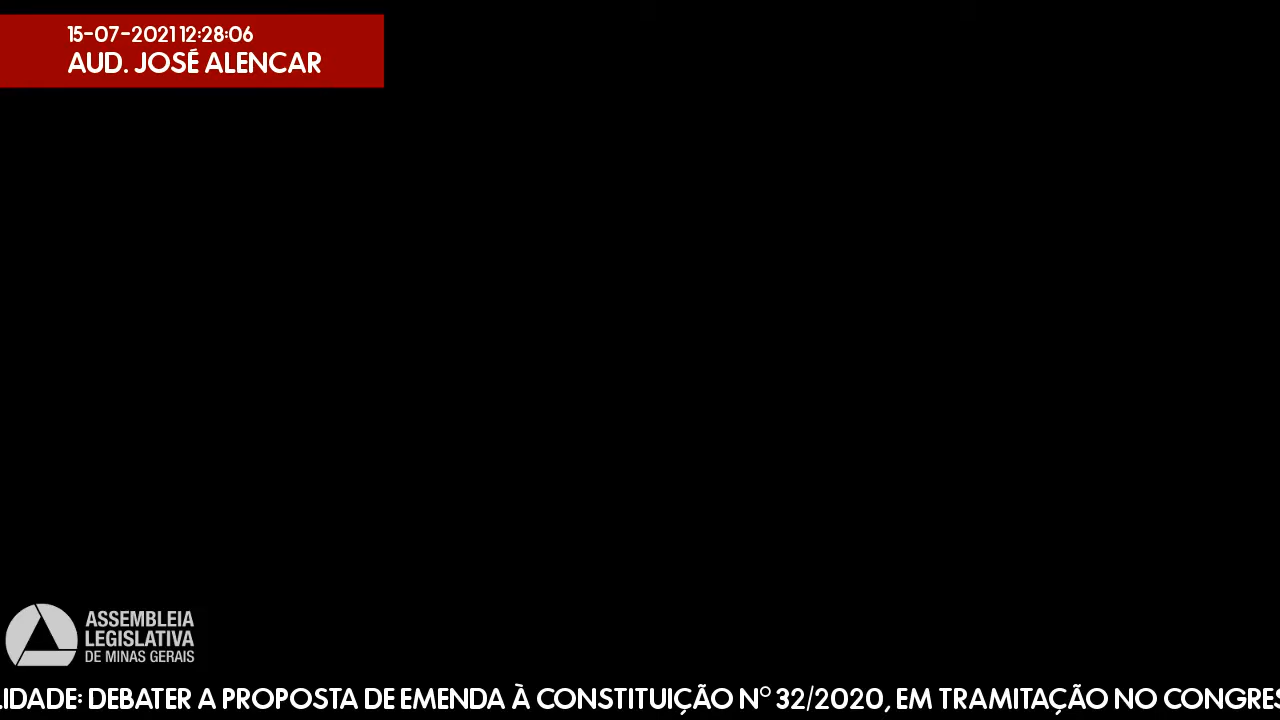 15-07-2021 12:28:06
AUD. JOSÉ ALENCAR
ASSEMBLEIA
LEGISLATIVA
DE MINAS GERAIS
LIDADE: DEBATER A PROPOSTA DE EMENDA À CONSTITUIÇÃO Nº 32/2020, EM TRAMITAÇÃO NO CONGRES